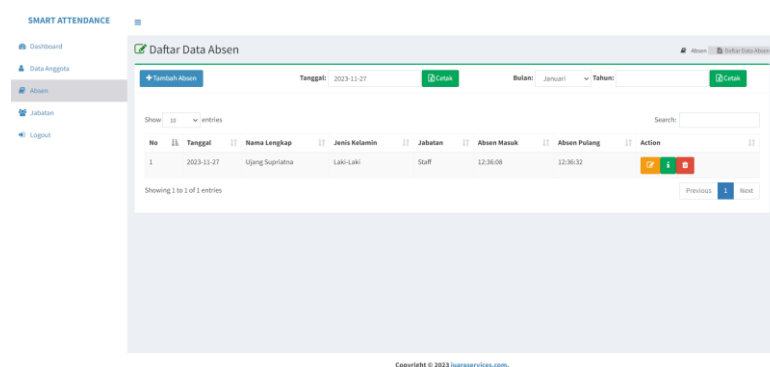 SMART ATTENDANCE
Dashboard
Data Anggota
Absen
Jabatan
Logout
Daftar Data Absen
Absen Daftar Data Absen
+Tambah Absen Tanggal: 2023-11-27 Cetak Bulan: Januari Tahun: Cetak
Show 10 entries Search:
No Tanggal Nama Lengkap Jenis Kelamin Jabatan Absen Masuk Absen Pulang Action
1 2023-11-27 Ujang Supriatna Laki-Laki Staff 12:36:08 12:36:32
Showing 1 to 1 of 1 entries Previous 1 Next
Copyright © 2023 juaraservices.com.